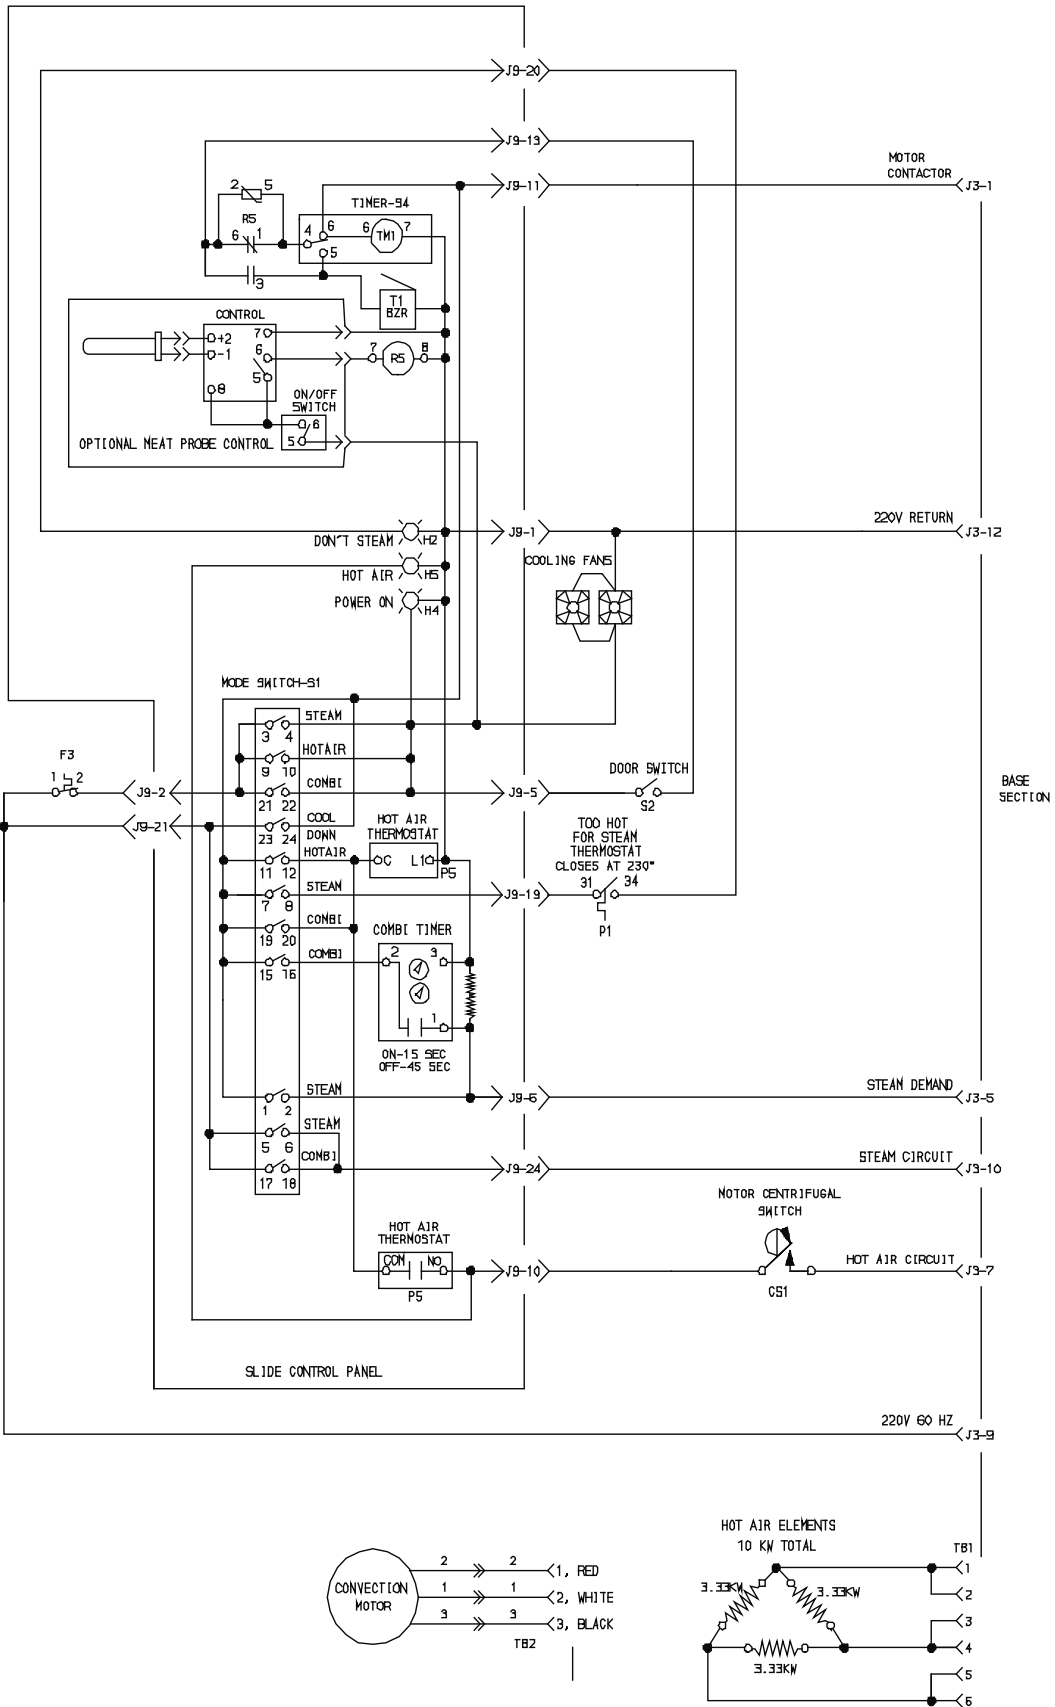 J9-20
J9-13
MOTOR
CONTACTOR
J9-11
J3-1
2 5
R5
6 1
3
TIMER-S4
4 6 6 TM1 7
5
T1
BZR
CONTROL
+2
-1
8
7
6
5
7 R5 8
ON/OFF
SWITCH
6
5
OPTIONAL MEAT PROBE CONTROL
220V RETURN
J9-1
J3-12
DON'T STEAM H2
COOLING FANS
HOT AIR H5
POWER ON H4
MODE SWITCH-S1
STEAM
3 4
F3
1 2
HOTAIR
9 10
DOOR SWITCH
J9-2
COMBI
21 22
J9-5
S2
BASE
SECTION
J9-21
COOL
DOWN
23 24
HOT AIR
THERMOSTAT
C L1
P5
TOO HOT
FOR STEAM
THERMOSTAT
CLOSES AT 230°
HOTAIR
11 12
31 34
P1
STEAM
7 8
J9-19
COMBI
19 20
COMBI TIMER
2 3
1
COMBI
15 16
ON-15 SEC
OFF-45 SEC
STEAM
1 2
J9-6
STEAM DEMAND
J3-5
STEAM
5 6
COMBI
17 18
J9-24
STEAM CIRCUIT
J3-10
MOTOR CENTRIFUGAL
SWITCH
HOT AIR
THERMOSTAT
COM NO
P5
J9-10
CS1
HOT AIR CIRCUIT
J3-7
SLIDE CONTROL PANEL
220V 60 HZ
J3-9
HOT AIR ELEMENTS
10 KW TOTAL
TB1
CONVECTION
MOTOR
2 2 1, RED
1 1 2, WHITE
3 3 3, BLACK
TB2
3.33KW 3.33KW
3.33KW
1
2
3
4
5
6